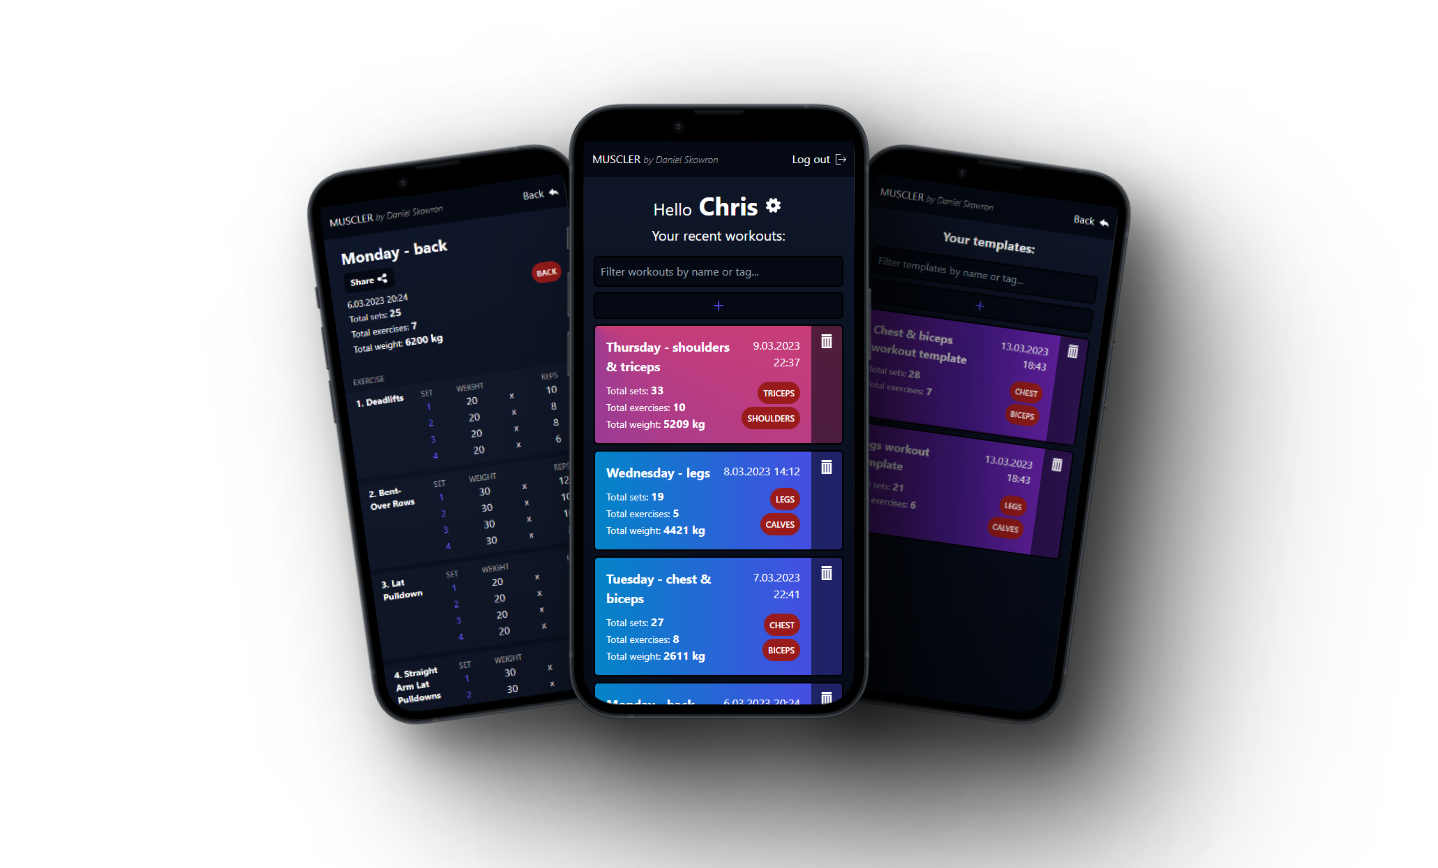 MUSCLER by Daniel Skowron
Back
Monday - back
Share
BACK
6.03.2023 20:24
Total sets: 25
Total exercises: 7
Total weight: 6200 kg
EXERCISE
1. Deadlifts
SET WEIGHT REPS
1 20 x 10
2 20 x 8
3 20 x 8
4 20 x 6
2. Bent-
Over Rows
SET WEIGHT REPS
1 30 x 12
2 30 x
3 30 x
4 30 x
3. Lat
Pulldown
SET WEIGHT
1 20 x
2 20 x
3 20 x
4 20 x
4. Straight
Arm Lat
Pulldowns
SET WEIGHT
1 30 x
2 30 x
MUSCLER by Daniel Skowron
Log out
Hello Chris
Your recent workouts:
Filter workouts by name or tag...
+
Thursday - shoulders
& triceps
9.03.2023
22:37
Total sets: 33
Total exercises: 10
Total weight: 5209 kg
TRICEPS
SHOULDERS
Wednesday - legs
8.03.2023 14:12
Total sets: 19
Total exercises: 5
Total weight: 4421 kg
LEGS
CALVES
Tuesday - chest &
biceps
7.03.2023
22:41
Total sets: 27
Total exercises: 8
Total weight: 2611 kg
CHEST
BICEPS
Monday - back
6.03.2023 20:24
MUSCLER by Daniel Skowron
Back
Your templates:
Filter templates by name or tag...
+
Chest & biceps
workout template
13.03.2023
18:43
Total sets: 28
Total exercises: 7
CHEST
BICEPS
workout
13.03.2023
18:43
sets: 21
exercises: 6
LEGS
CALVES